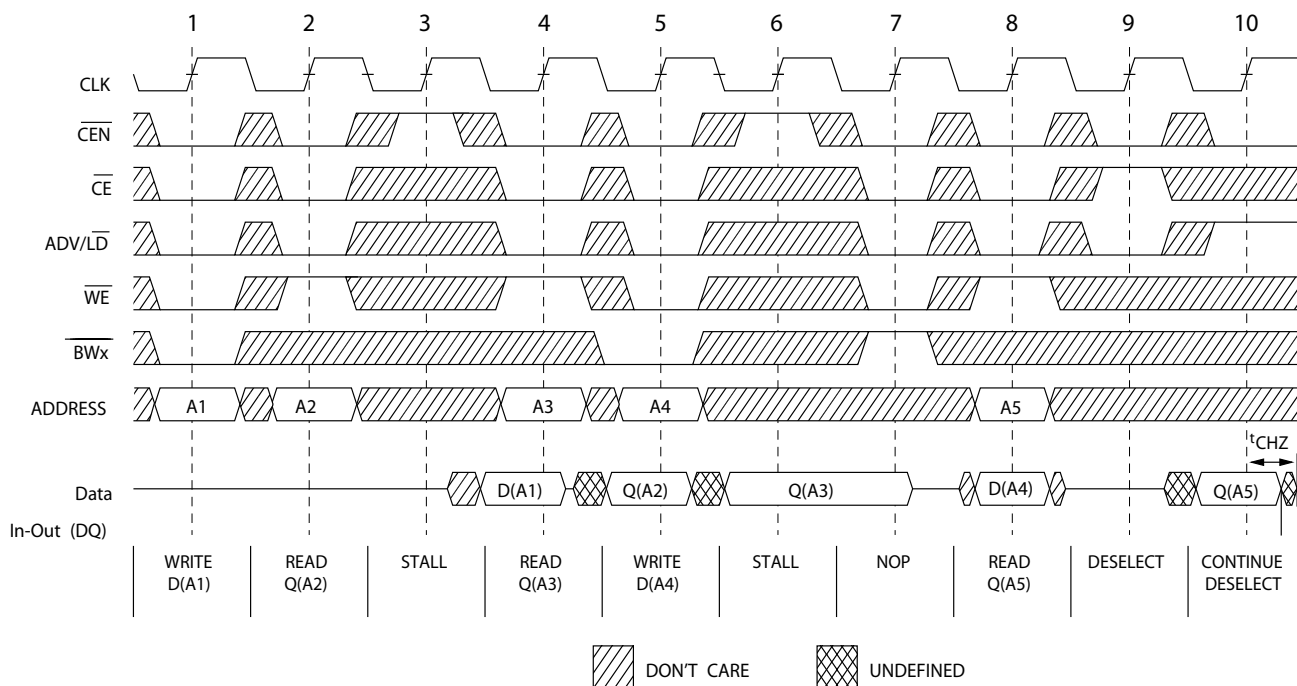 1 2 3 4 5 6 7 8 9 10
CLK
CEN
CE
ADV/LD
WE
BWx
ADDRESS A1 A2 A3 A4 A5
tCHZ
Data D(A1) Q(A2) Q(A3) D(A4) Q(A5)
In-Out (DQ)
WRITE READ STALL READ WRITE STALL NOP READ DESELECT CONTINUE
D(A1) Q(A2) Q(A3) D(A4) Q(A5) DESELECT
DON'T CARE UNDEFINED